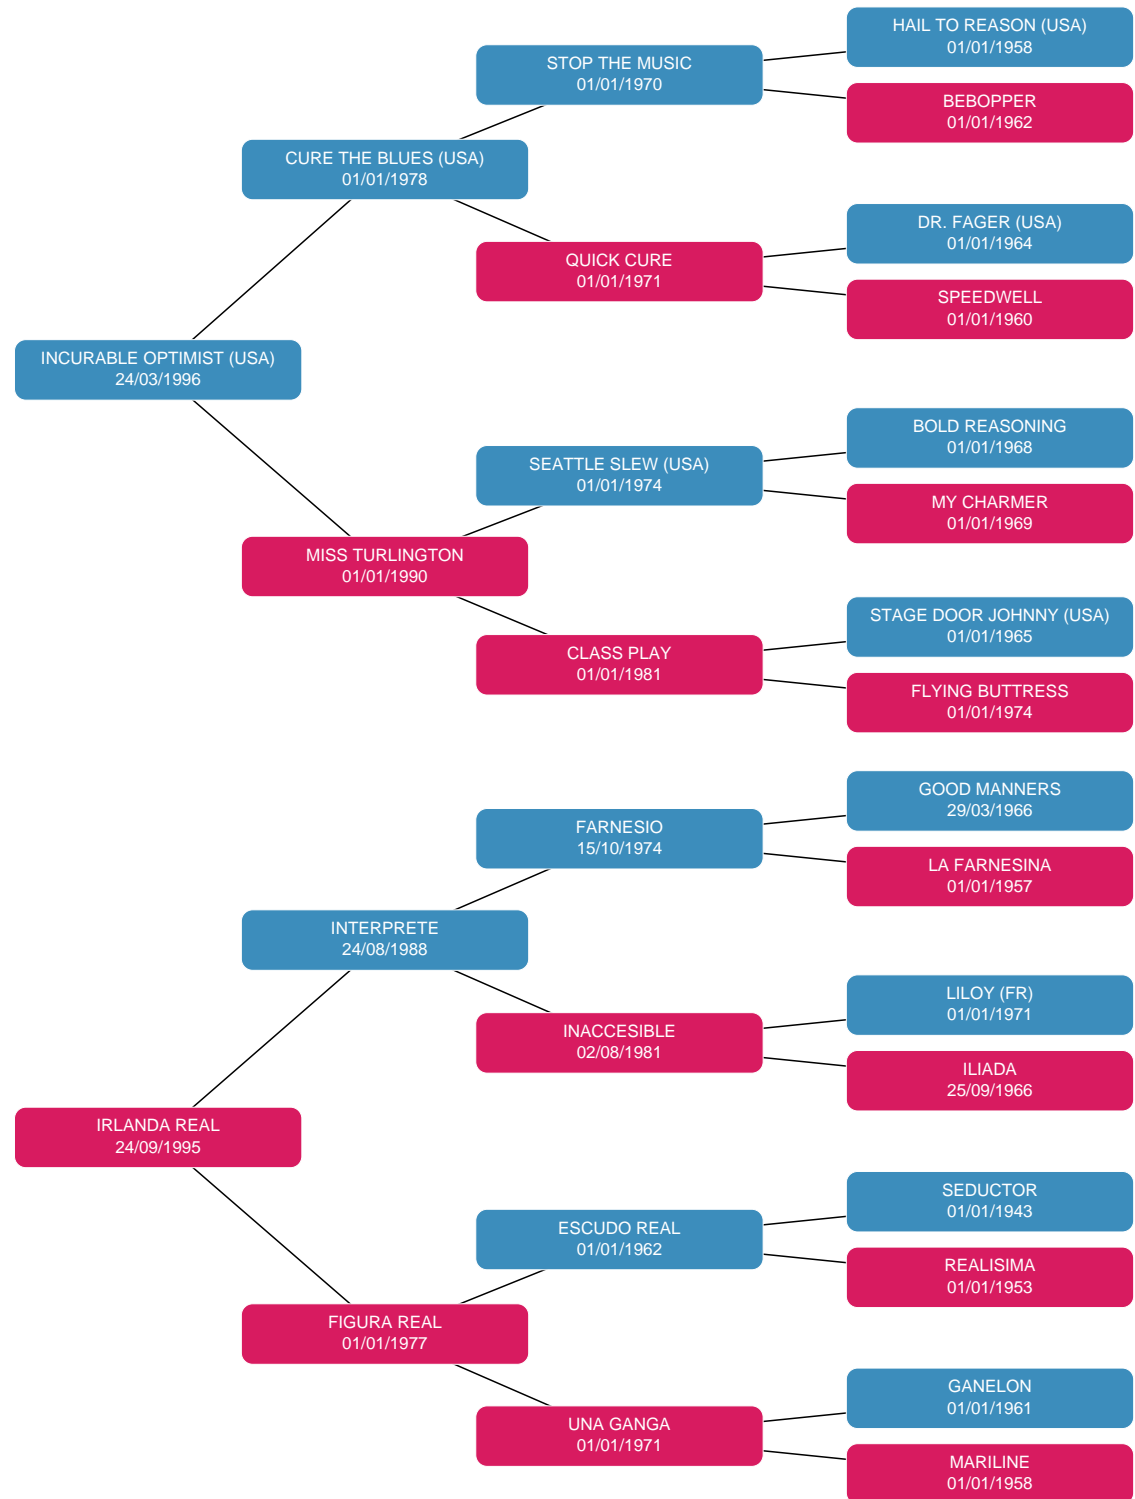 HAIL TO REASON (USA)
01/01/1958
STOP THE MUSIC
01/01/1970
BEBOPPER
01/01/1962
CURE THE BLUES (USA)
01/01/1978
DR. FAGER (USA)
01/01/1964
QUICK CURE
01/01/1971
SPEEDWELL
01/01/1960
INCURABLE OPTIMIST (USA)
24/03/1996
BOLD REASONING
01/01/1968
SEATTLE SLEW (USA)
01/01/1974
MY CHARMER
01/01/1969
MISS TURLINGTON
01/01/1990
STAGE DOOR JOHNNY (USA)
01/01/1965
CLASS PLAY
01/01/1981
FLYING BUTTRESS
01/01/1974
GOOD MANNERS
29/03/1966
FARNESIO
15/10/1974
LA FARNESINA
01/01/1957
INTERPRETE
24/08/1988
LILOY (FR)
01/01/1971
INACCESIBLE
02/08/1981
ILIADA
25/09/1966
IRLANDA REAL
24/09/1995
SEDUCTOR
01/01/1943
ESCUDO REAL
01/01/1962
REALISIMA
01/01/1953
FIGURA REAL
01/01/1977
GANELON
01/01/1961
UNA GANGA
01/01/1971
MARILINE
01/01/1958